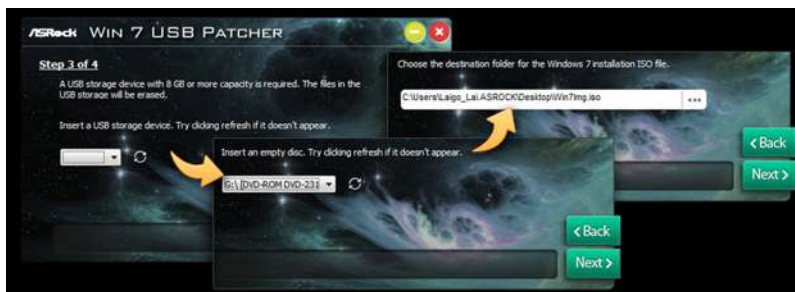 ASRock WIN 7 USB PATCHER
Step 3 of 4
A USB storage device with 8 GB or more capacity is required. The files in the
USB storage will be erased.
Insert a USB storage device. Try clicking refresh if it doesn't appear.
Insert an empty disc. Try clicking refresh if it doesn't appear.
G:\ [DVD-ROM DVD-231
< Back
Next >
Choose the destination folder for the Windows 7 installation ISO file.
C:\Users\Laigo_Lai.ASROCK\Desktop\Win7Img.iso
...
< Back
Next >